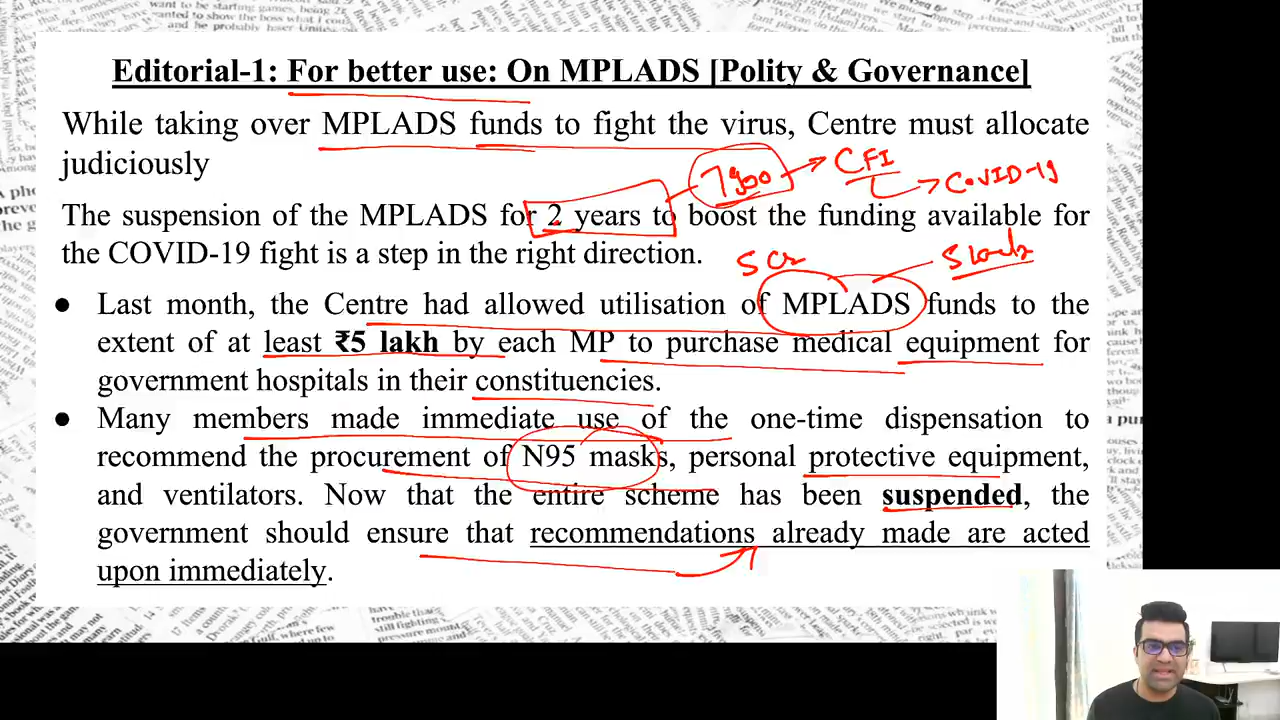 Editorial-1: For better use: On MPLADS [Polity & Governance]
While taking over MPLADS funds to fight the virus, Centre must allocate
judiciously
7900 → CFI
→ COVID-19
The suspension of the MPLADS for 2 years to boost the funding available for
the COVID-19 fight is a step in the right direction.
5 Cr
5 lakh
● Last month, the Centre had allowed utilisation of MPLADS funds to the
extent of at least ₹5 lakh by each MP to purchase medical equipment for
government hospitals in their constituencies.
● Many members made immediate use of the one-time dispensation to
recommend the procurement of N95 masks, personal protective equipment,
and ventilators. Now that the entire scheme has been suspended, the
government should ensure that recommendations already made are acted
upon immediately.